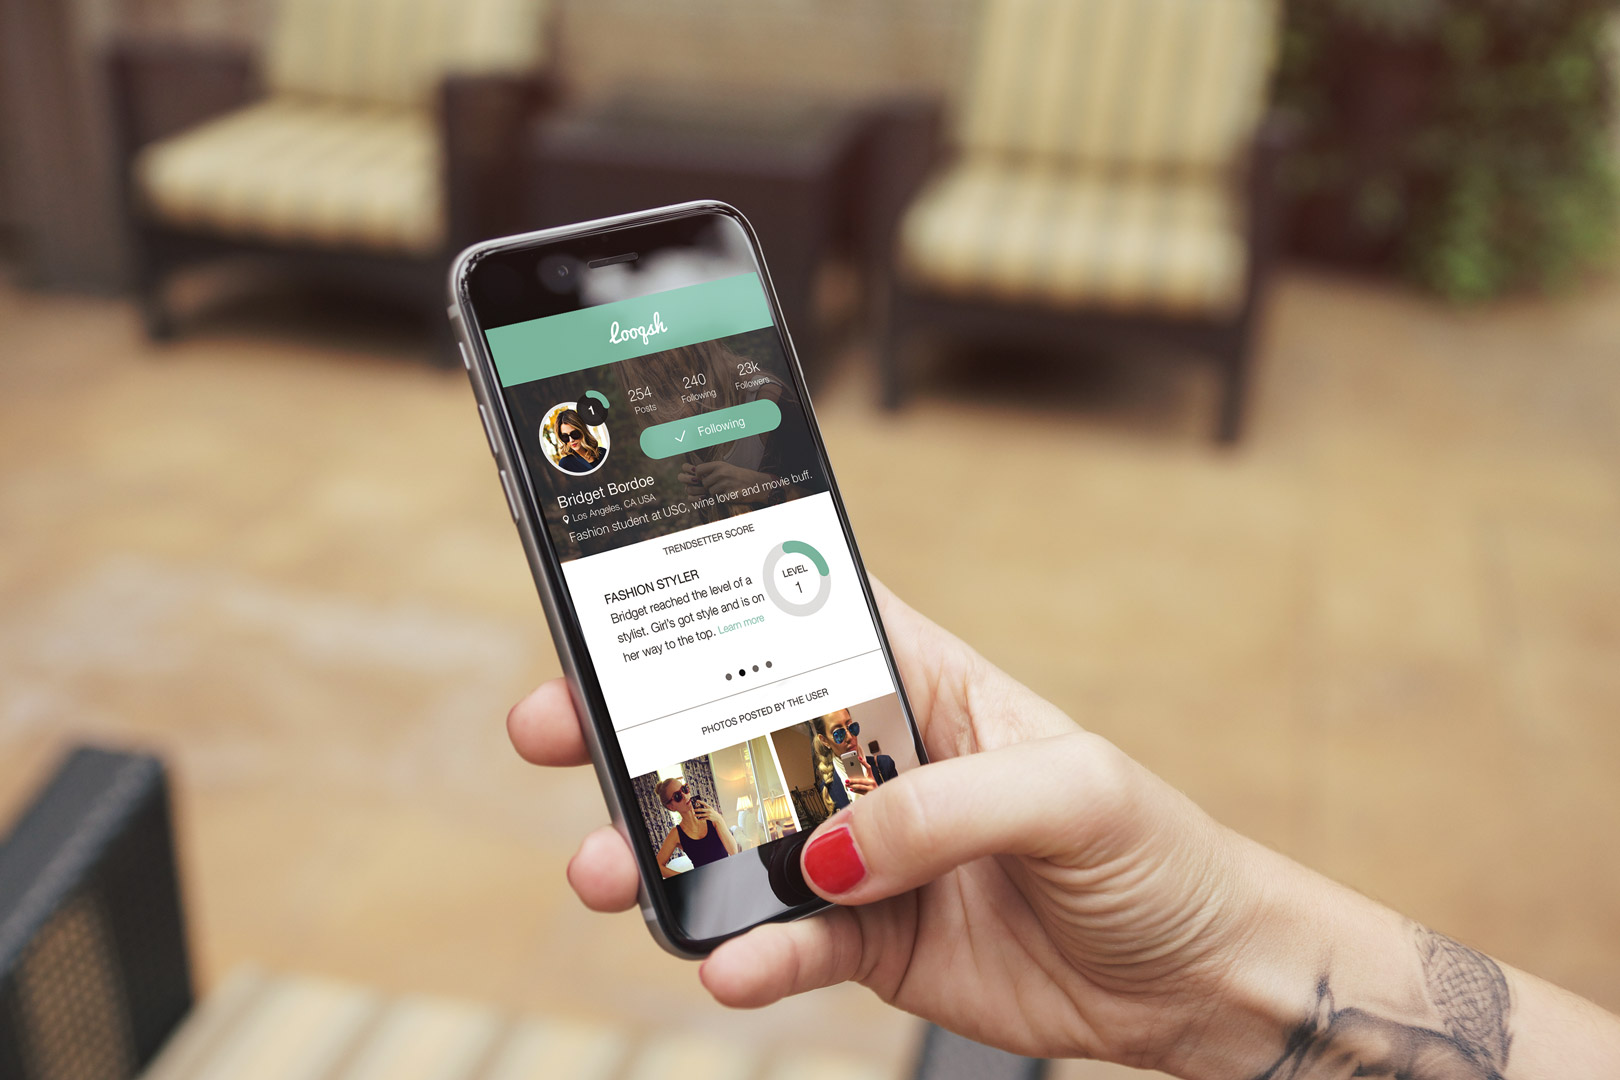 looqsh
1
254
Posts
240
Following
23k
Followers
Following
Bridget Bordoe
Los Angeles, CA USA
Fashion student at USC, wine lover and movie buff.
TRENDSETTER SCORE
FASHION STYLER
Bridget reached the level of a
stylist. Girl's got style and is on
her way to the top. Learn more
LEVEL
1
PHOTOS POSTED BY THE USER